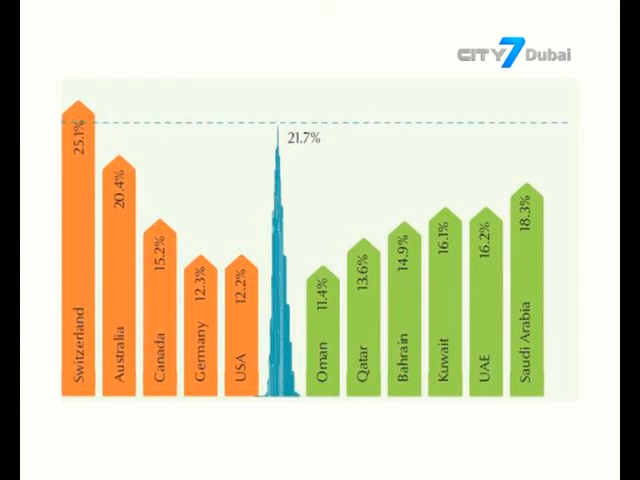 CITY7 Dubai
21.7%
25.1%
Switzerland
20.4%
Australia
15.2%
Canada
12.3%
Germany
12.2%
USA
11.4%
Oman
13.6%
Qatar
14.9%
Bahrain
16.1%
Kuwait
16.2%
UAE
18.3%
Saudi Arabia